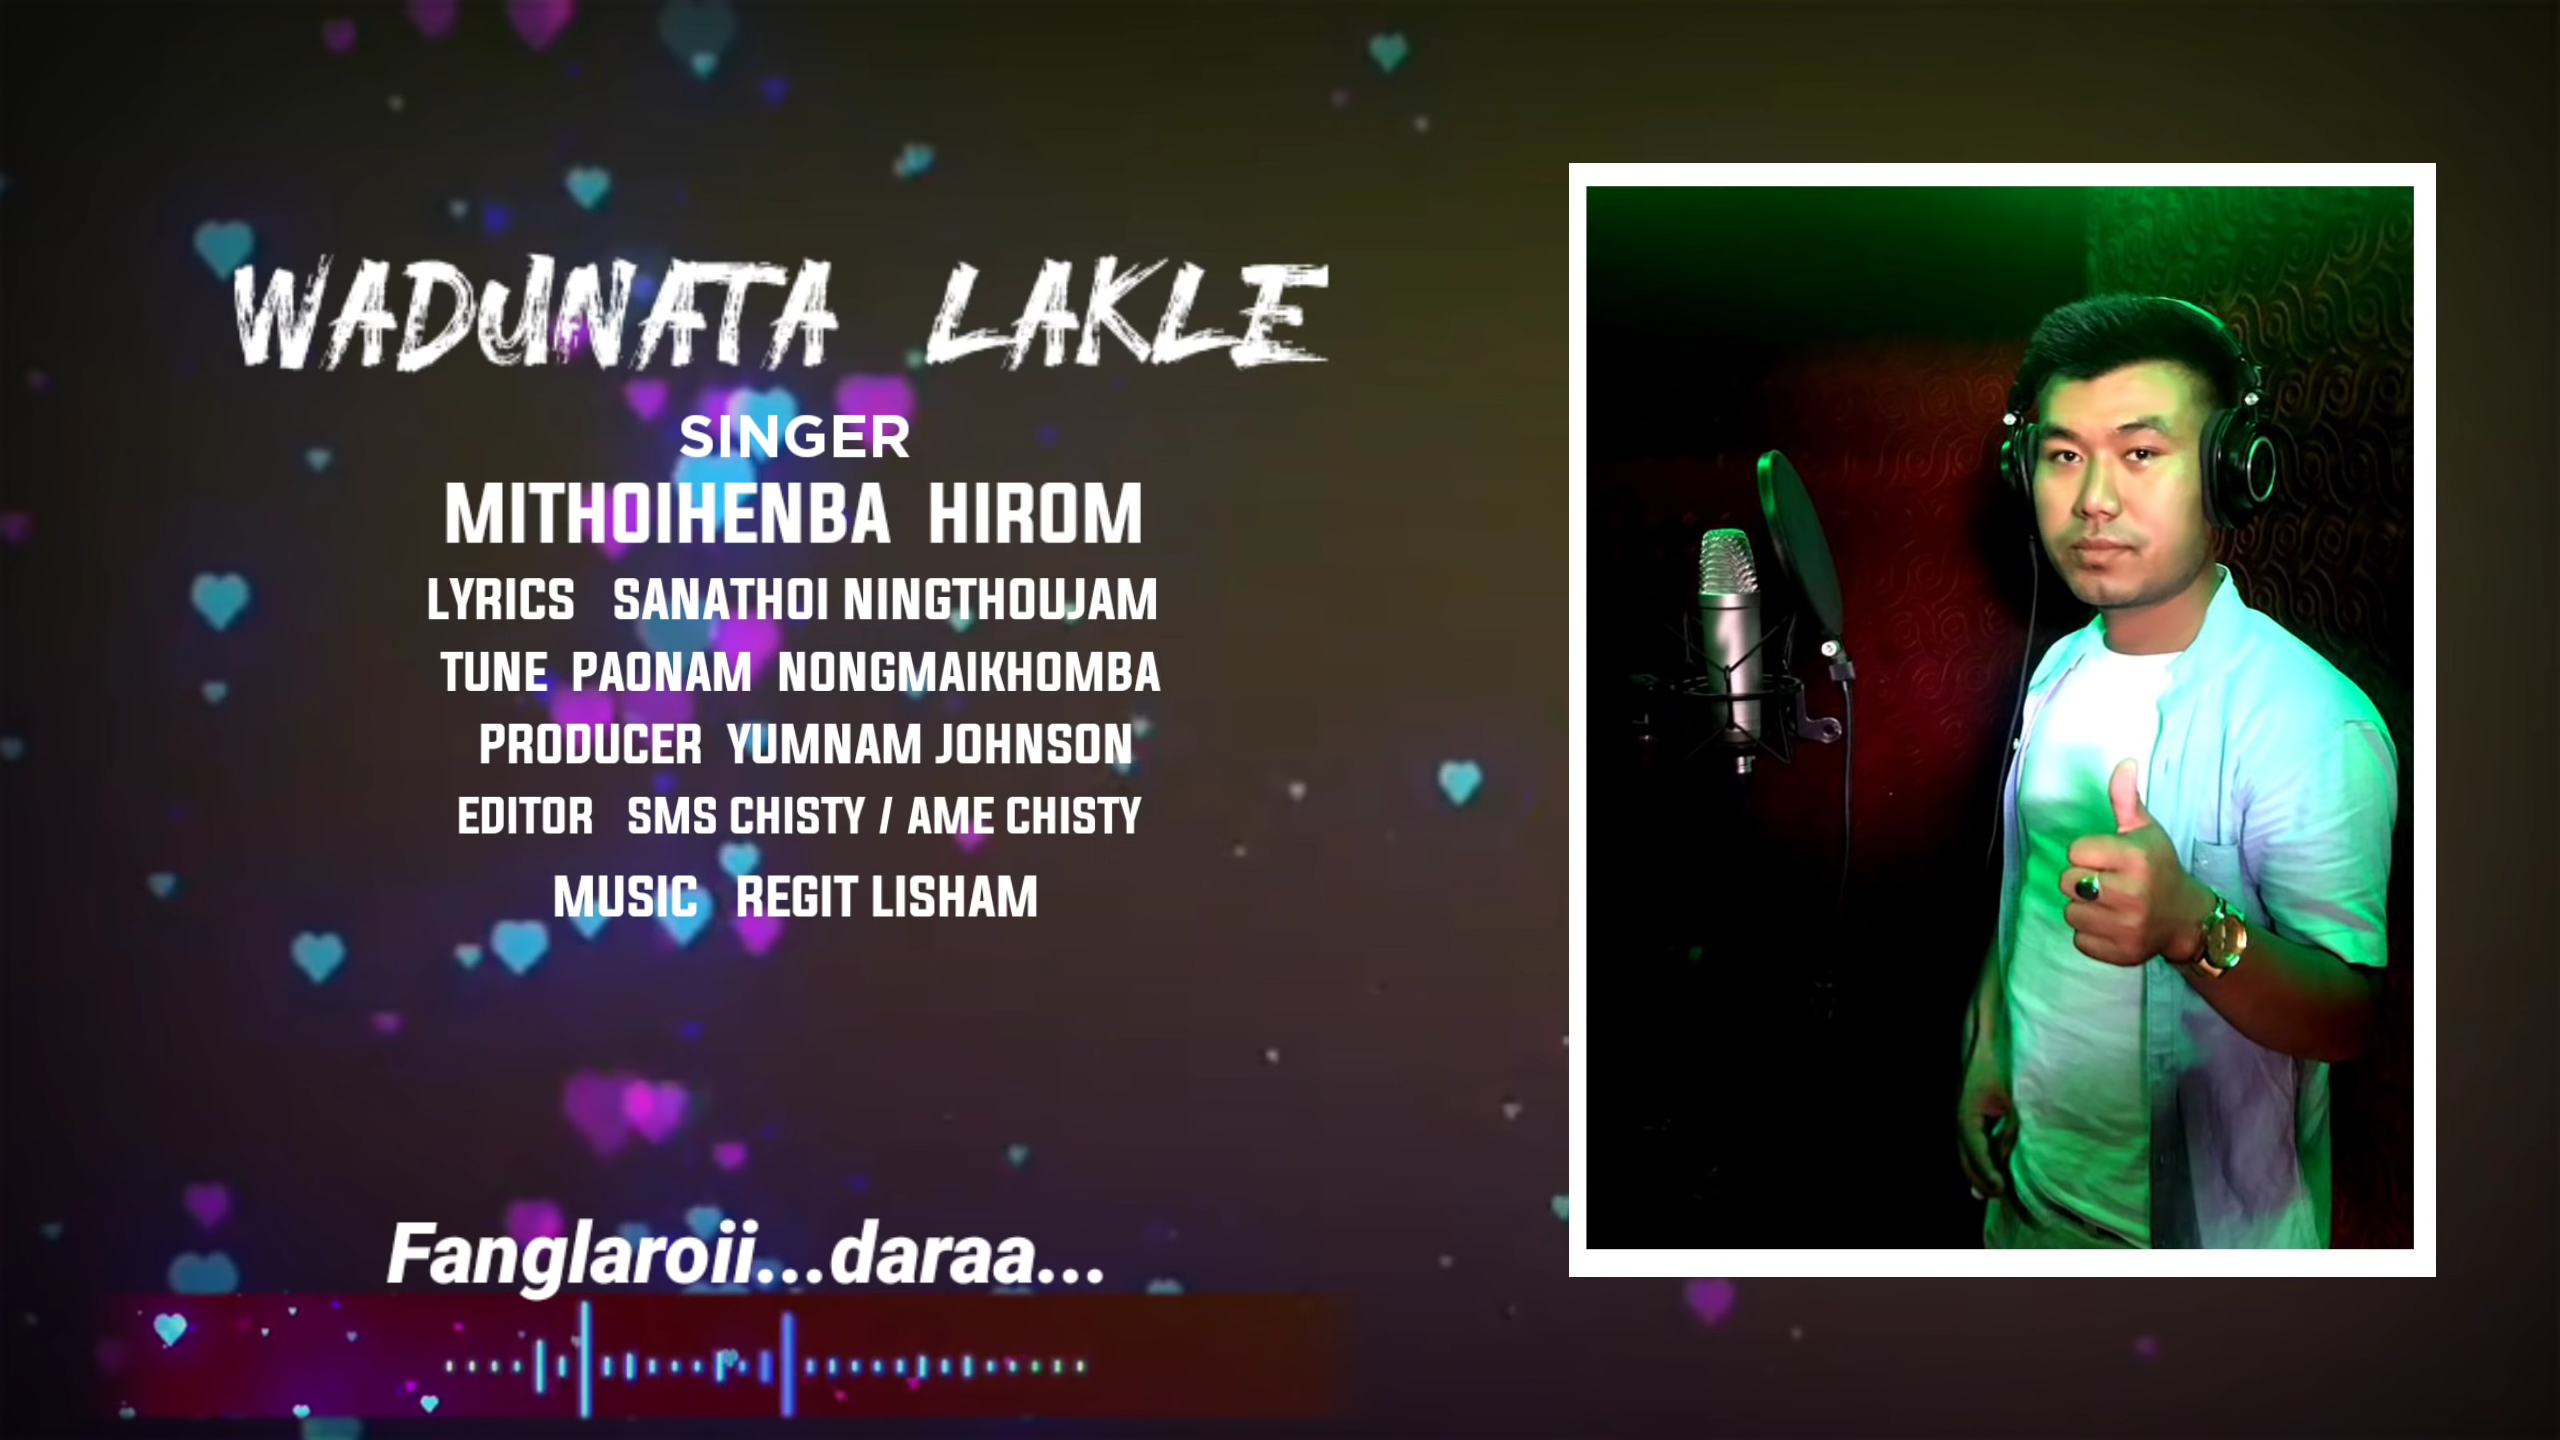 WADUNATA LAKLE
SINGER
MITHOIHENBA HIROM
LYRICS SANATHOI NINGTHOUJAM
TUNE PAONAM NONGMAIKHOMBA
PRODUCER YUMNAM JOHNSON
EDITOR SMS CHISTY / AME CHISTY
MUSIC REGIT LISHAM
Fanglaroii...daraa...